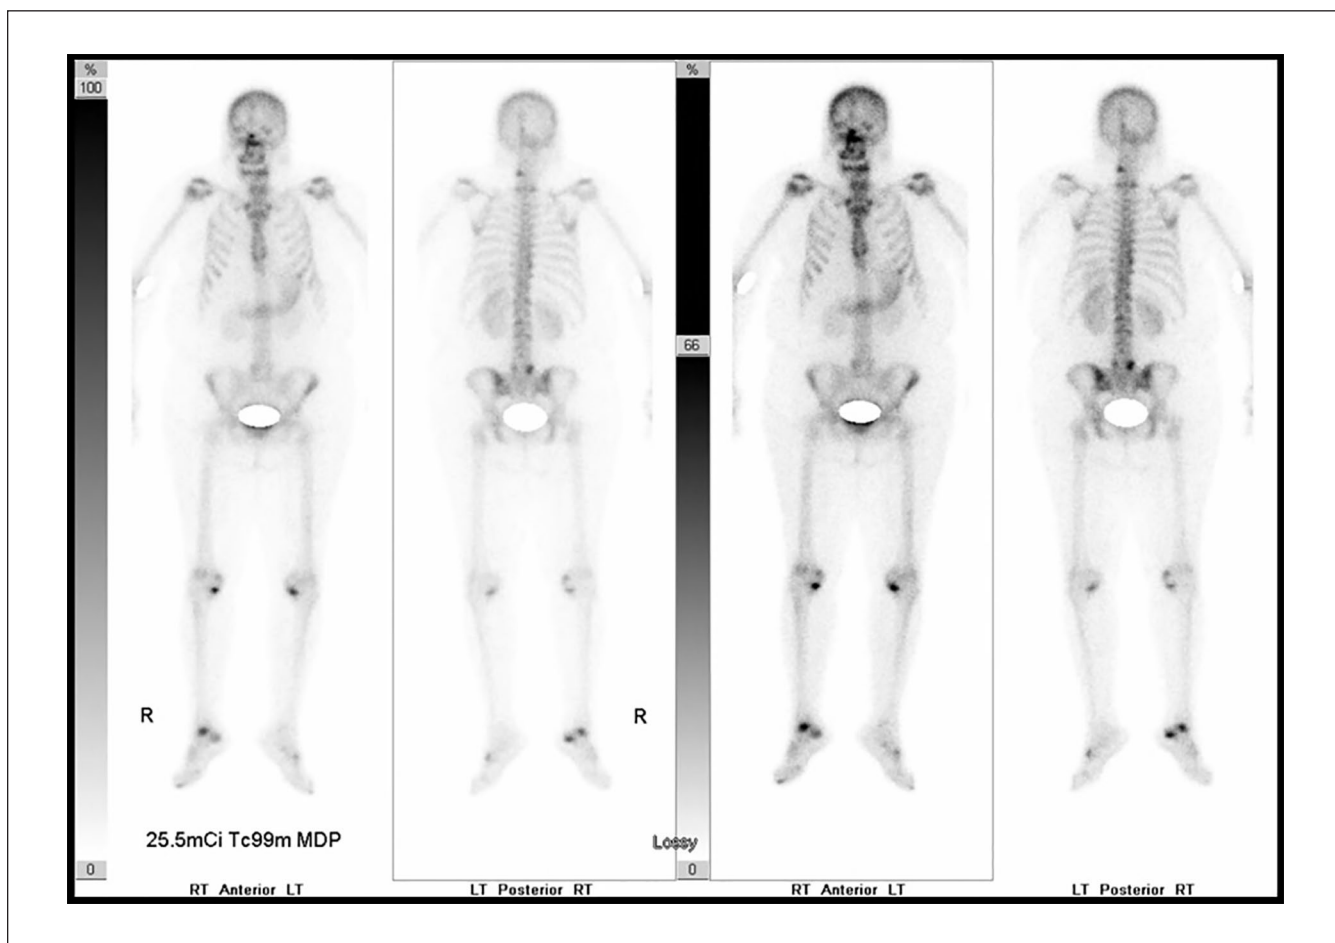 %
100
%
66
R
R
25.5mCi Tc99m MDP
Lossy
0
0
RT Anterior LT
LT Posterior RT
RT Anterior LT
LT Posterior RT